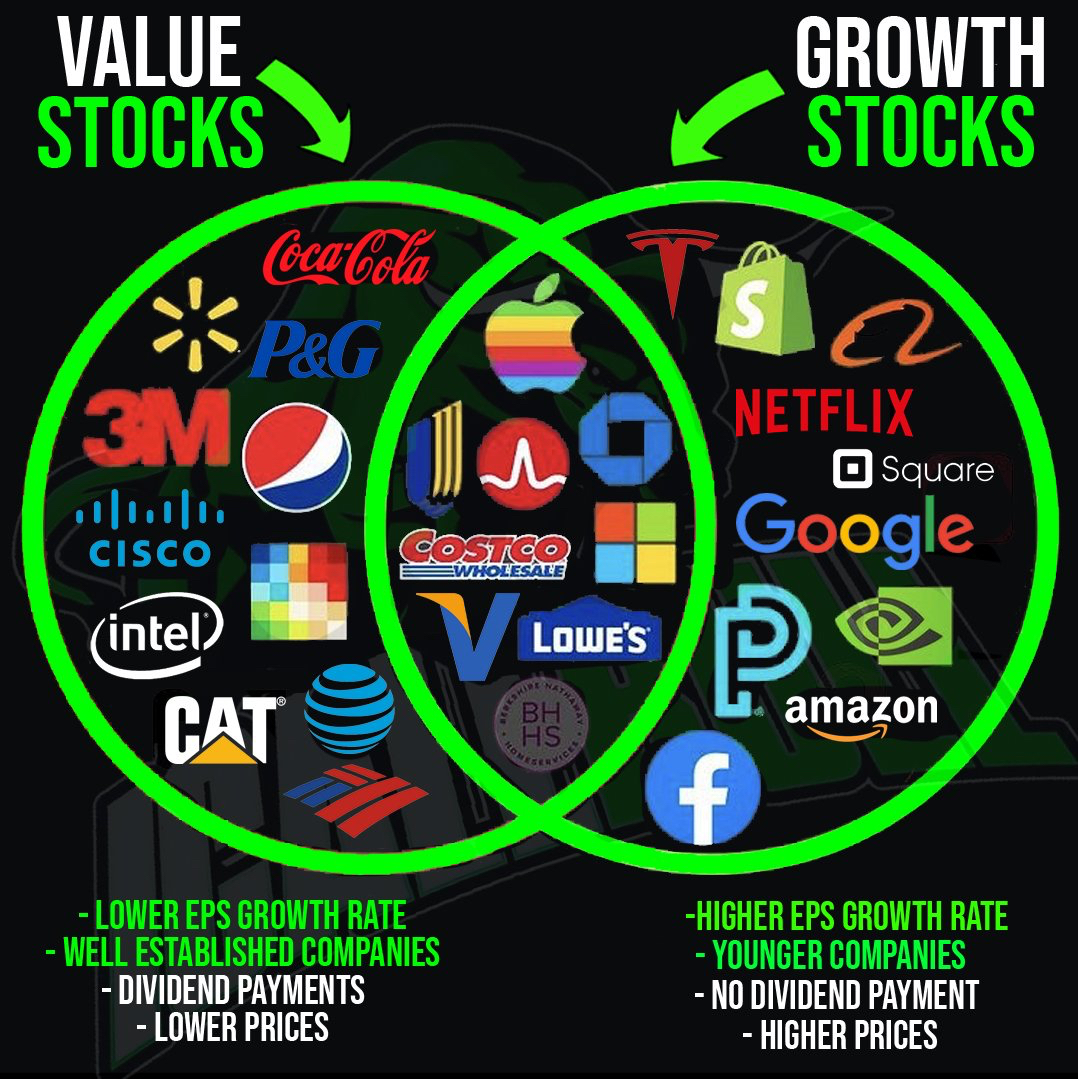 VALUE
STOCKS
GROWTH
STOCKS
Coca-Cola
P&G
3M
CISCO
intel
CAT®
COSTCO
WHOLESALE
LOWE'S
BERKSHIRE HATHAWAY
BH
HS
HOMESERVICES
S
NETFLIX
Square
Google
amazon
f
- LOWER EPS GROWTH RATE
- WELL ESTABLISHED COMPANIES
- DIVIDEND PAYMENTS
- LOWER PRICES
-HIGHER EPS GROWTH RATE
- YOUNGER COMPANIES
- NO DIVIDEND PAYMENT
- HIGHER PRICES